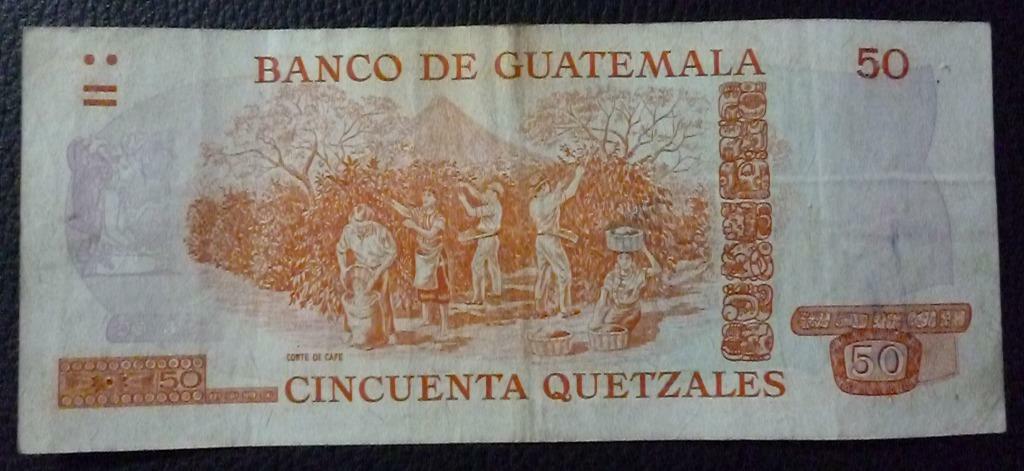 BANCO DE GUATEMALA
50
CORTE DE CAFE
50
50
CINCUENTA QUETZALES